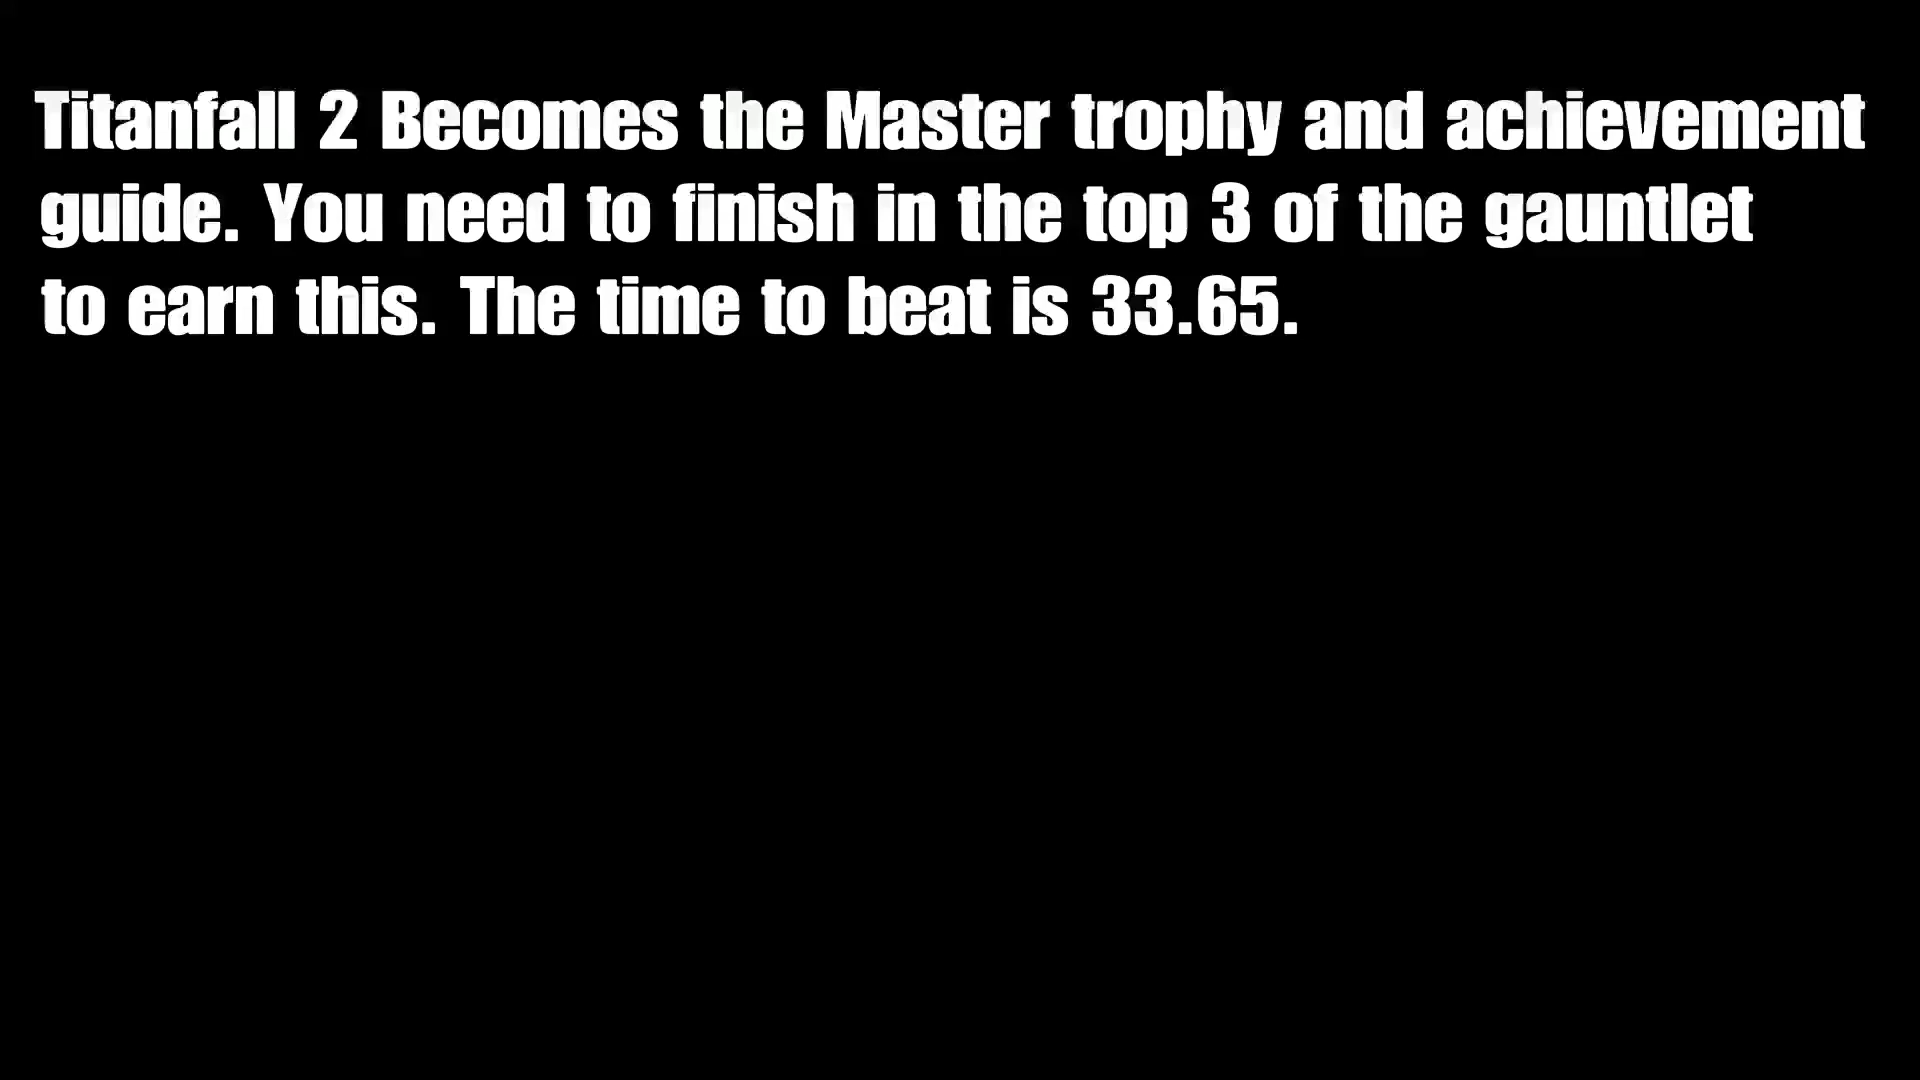 Titanfall 2 Becomes the Master trophy and achievement
guide. You need to finish in the top 3 of the gauntlet
to earn this. The time to beat is 33.65.